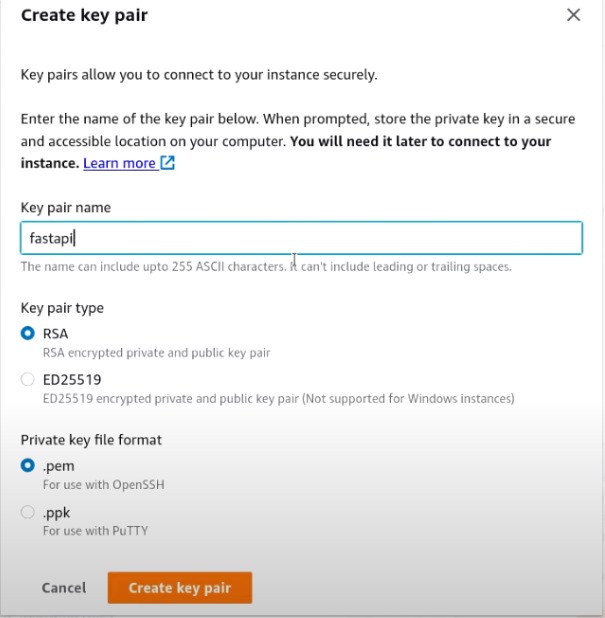 Create key pair
Key pairs allow you to connect to your instance securely.
Enter the name of the key pair below. When prompted, store the private key in a secure
and accessible location on your computer. You will need it later to connect to your
instance. Learn more
Key pair name
fastapi
The name can include upto 255 ASCII characters. It can't include leading or trailing spaces.
Key pair type
RSA
RSA encrypted private and public key pair
ED25519
ED25519 encrypted private and public key pair (Not supported for Windows instances)
Private key file format
.pem
For use with OpenSSH
.ppk
For use with PuTTY
Cancel
Create key pair